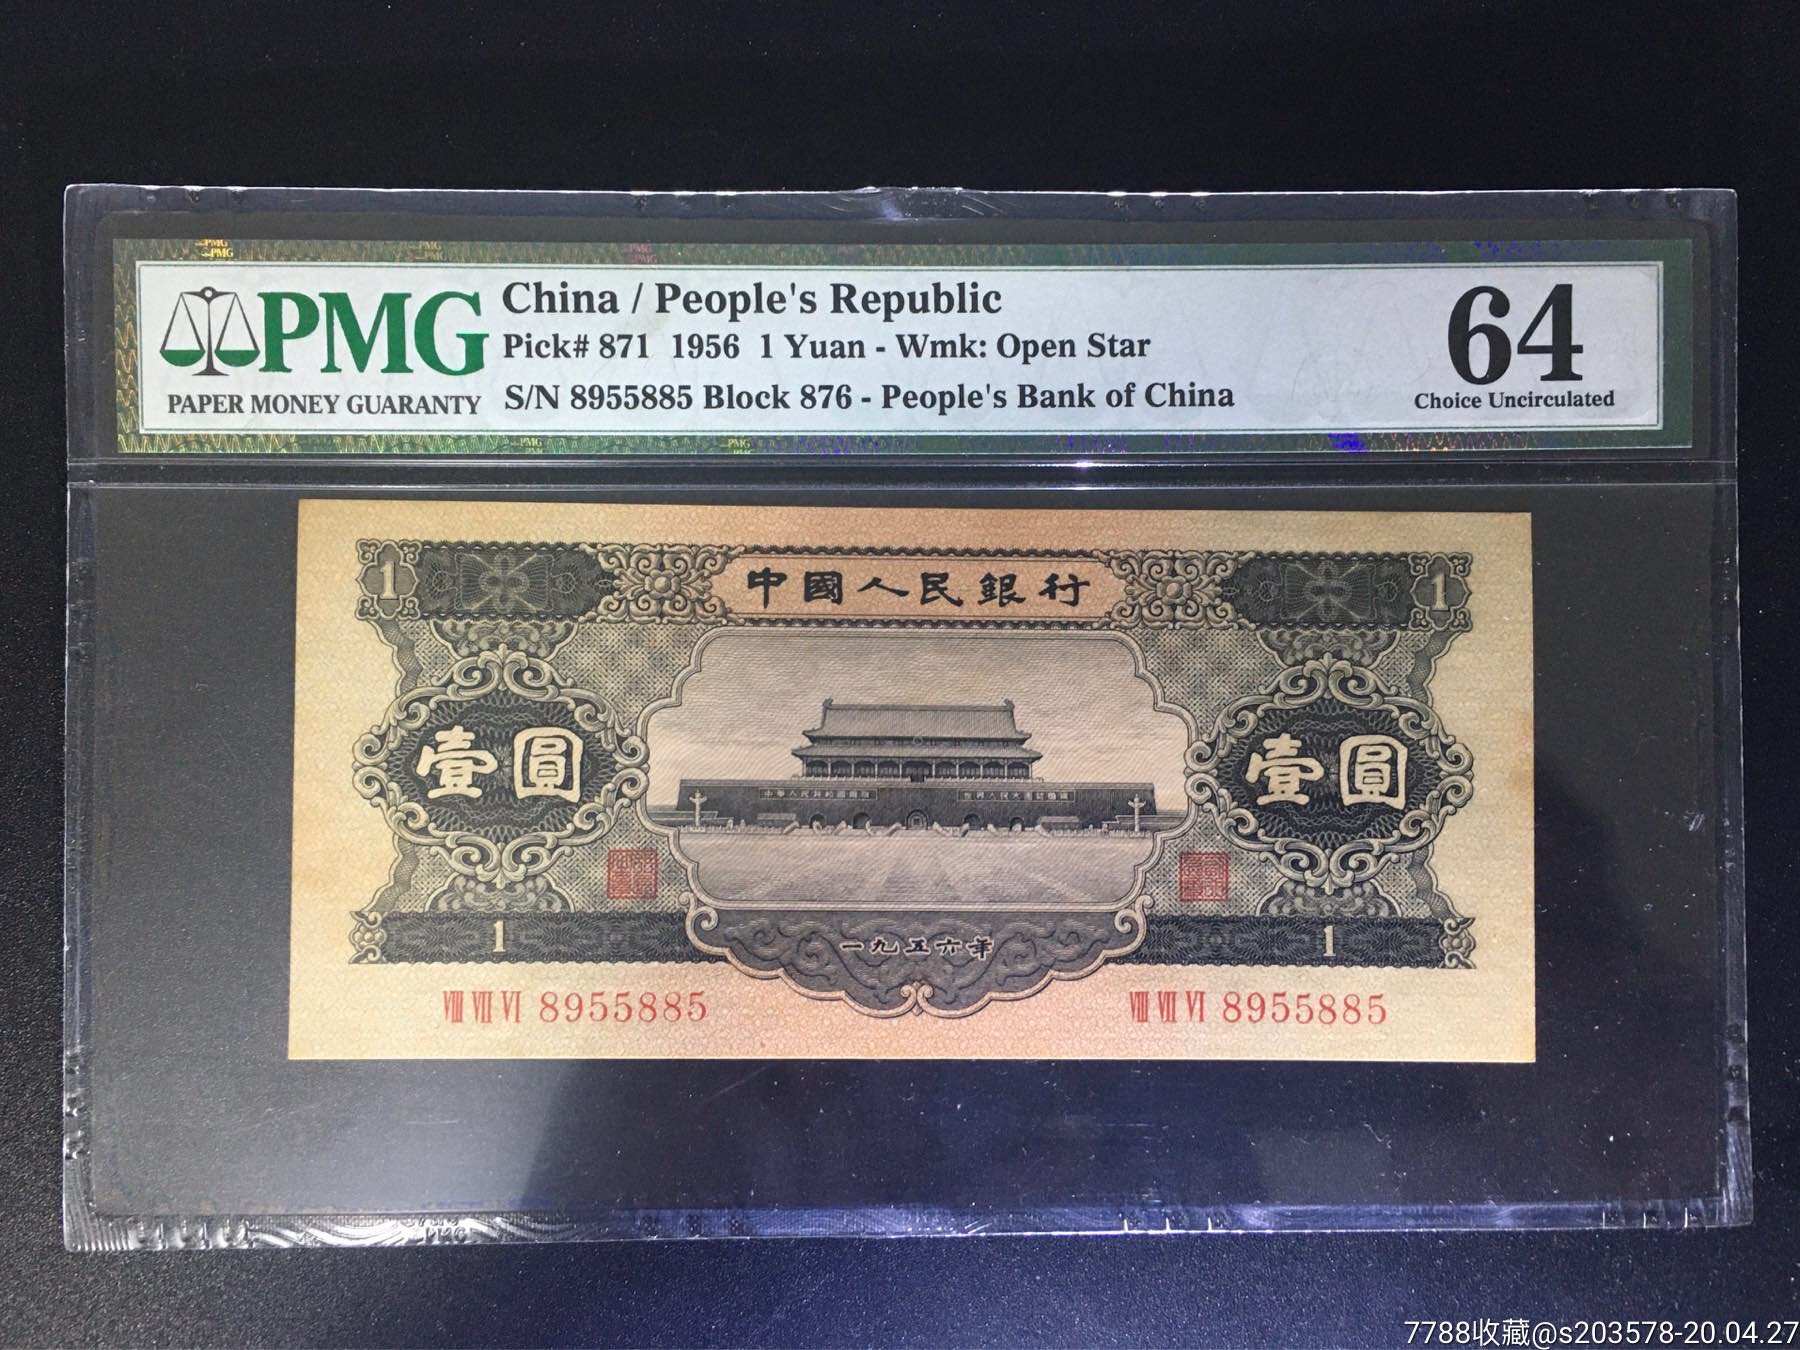 PMG
PAPER MONEY GUARANTY
China / People's Republic
Pick# 871 1956 1 Yuan - Wmk: Open Star
S/N 8955885 Block 876 - People's Bank of China
64
Choice Uncirculated
1 中國人民銀行 1
壹圓 壹圓
1 一九五六年 1
Ⅷ Ⅶ Ⅵ 8955885 Ⅷ Ⅶ Ⅵ 8955885
PMG
7788收藏@s203578-20.04.27